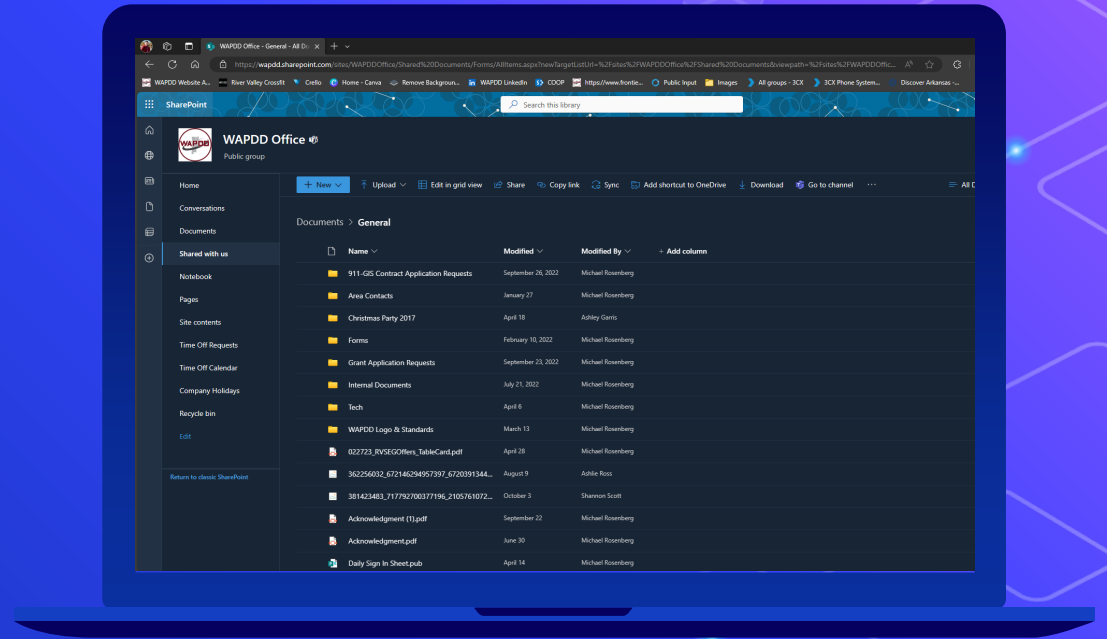 WAPDD Office - Gener
- All Do
https://wapdd.sharepoint.com/sites/WAPDDOffice/Shared%20Documents/Forms/AllItems.aspx?newTargetListUrl=%2Fsites%2FWAPDDOffice%2FShared%20Documents&viewpath=%2Fsites%2FWAPDDOffic...
WAPDD Website A...
River Valley Crossfit
Crello
Home - Canva
Remove Backgroun...
WAPDD LinkedIn
COOP
https://www.frontie...
Public Input
Images
All groups - 3CX
3CX Phone System...
Discover Arkansas -...
SharePoint
Search this library
WAPDD
WAPDD Office
Public group
Home
Conversations
Documents
Shared with us
Notebook
Pages
Site contents
Time Off Requests
Time Off Calendar
Company Holidays
Recycle bin
Edit
Return to classic SharePoint
+ New
Upload
Edit in grid view
Share
Copy link
Sync
Add shortcut to OneDrive
Download
Go to channel
...
All D
Documents > General
Name Modified Modified By + Add column
911-GIS Contract Application Requests September 26, 2022 Michael Rosenberg
Area Contacts January 27 Michael Rosenberg
Christmas Party 2017 April 18 Ashley Garris
Forms February 10, 2022 Michael Rosenberg
Grant Application Requests September 23, 2022 Michael Rosenberg
Internal Documents July 21, 2022 Michael Rosenberg
Tech April 6 Michael Rosenberg
WAPDD Logo & Standards March 13 Michael Rosenberg
022723_RVSEGOffers_TableCard.pdf April 28 Michael Rosenberg
362256032_672146294957397_6720391344... August 9 Ashlie Ross
381423483_717792700377196_2105761072... October 3 Shannon Scott
Acknowledgment (1).pdf September 22 Michael Rosenberg
Acknowledgment.pdf June 30 Michael Rosenberg
Daily Sign In Sheet.pub April 14 Michael Rosenberg